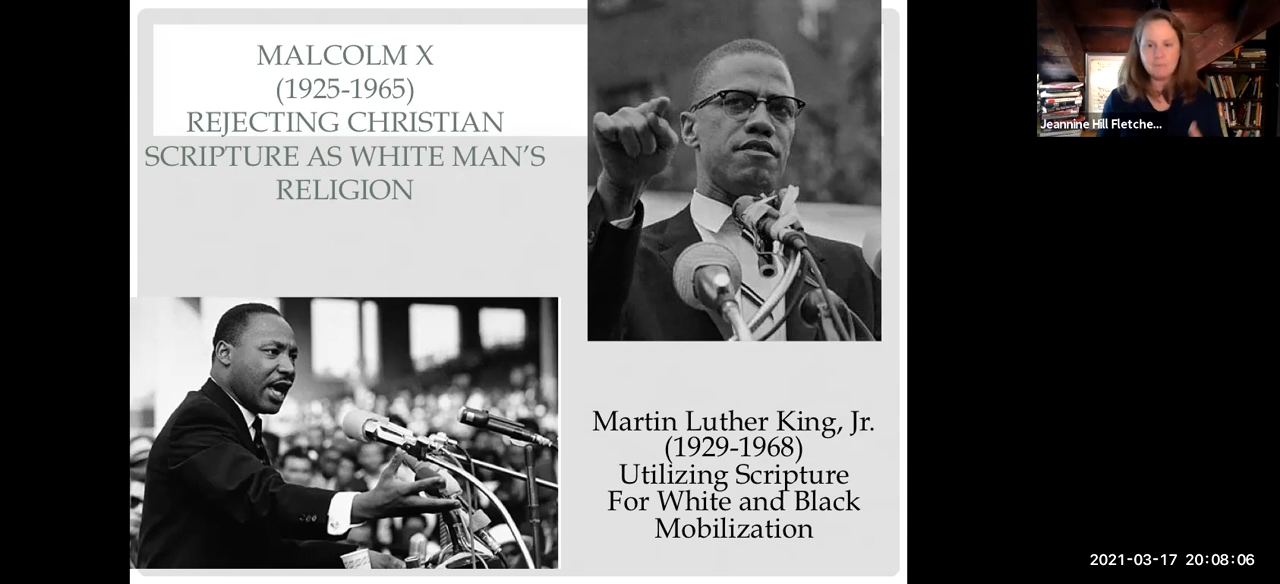 MALCOLM X
(1925-1965)
REJECTING CHRISTIAN
SCRIPTURE AS WHITE MAN’S
RELIGION
Martin Luther King, Jr.
(1929-1968)
Utilizing Scripture
For White and Black
Mobilization
Jeannine Hill Fletche...
2021-03-17 20:08:06